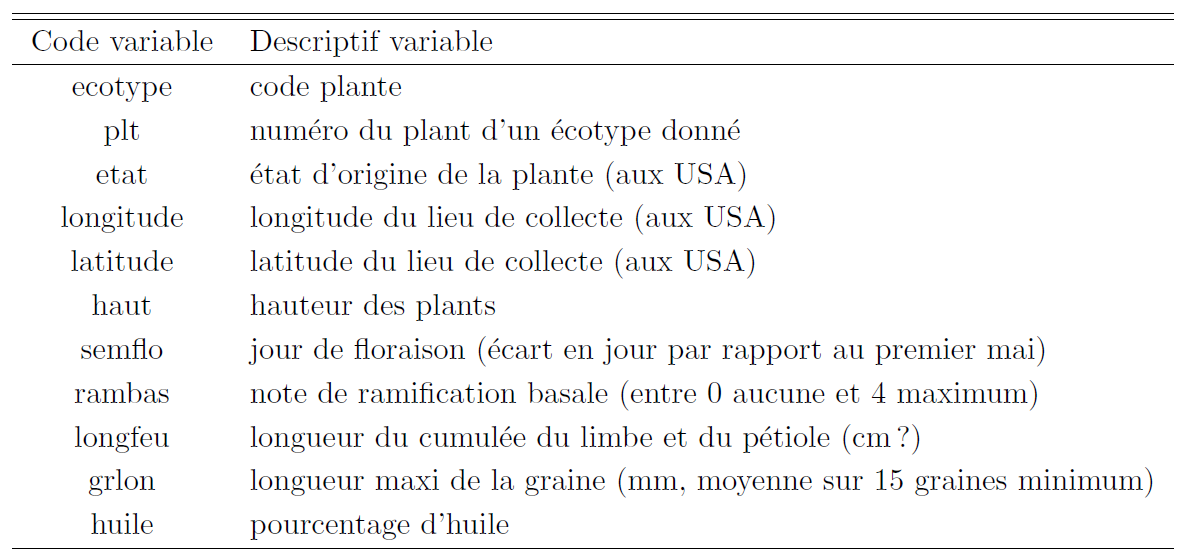 Code variable Descriptif variable
ecotype code plante
plt numéro du plant d'un écotype donné
etat état d'origine de la plante (aux USA)
longitude longitude du lieu de collecte (aux USA)
latitude latitude du lieu de collecte (aux USA)
haut hauteur des plants
semflo jour de floraison (écart en jour par rapport au premier mai)
rambas note de ramification basale (entre 0 aucune et 4 maximum)
longfeu longueur du cumulée du limbe et du pétiole (cm ?)
grlon longueur maxi de la graine (mm, moyenne sur 15 graines minimum)
huile pourcentage d'huile